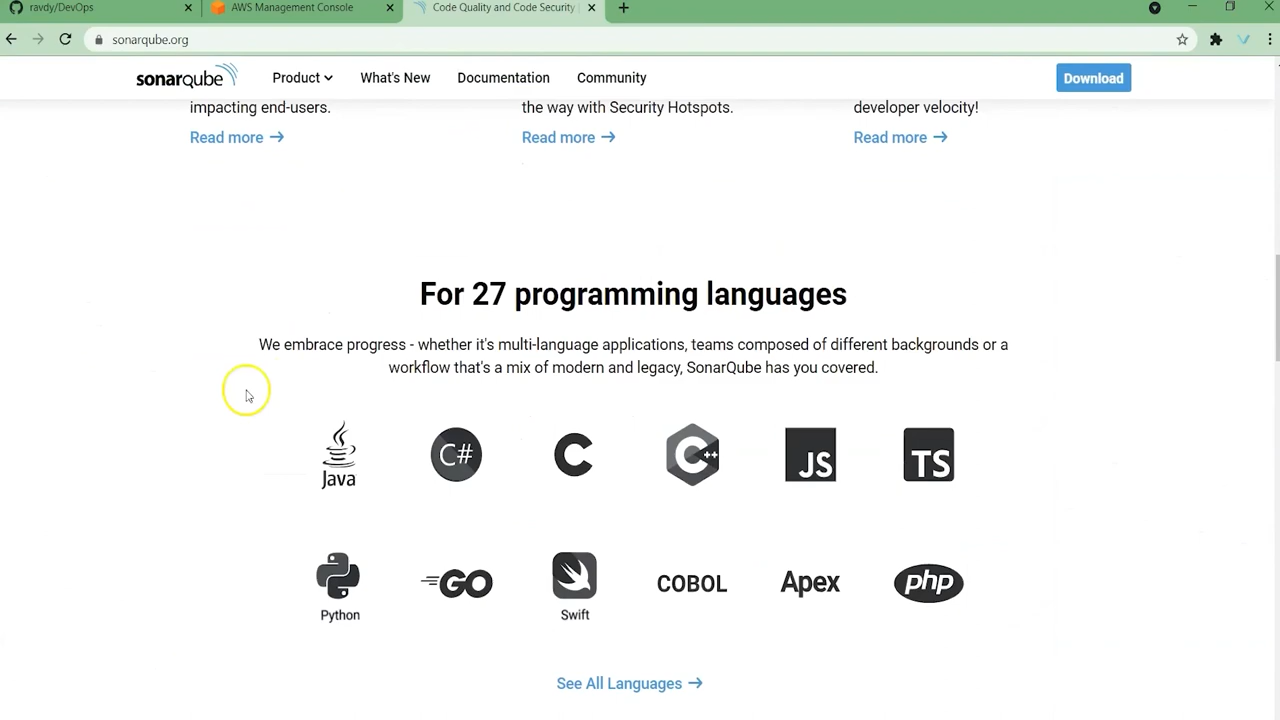 ravdy/DevOps
AWS Management Console
Code Quality and Code Security
sonarqube.org
sonarqube
Product
What's New
Documentation
Community
Download
impacting end-users.
the way with Security Hotspots.
developer velocity!
Read more
Read more
Read more
For 27 programming languages
We embrace progress - whether it's multi-language applications, teams composed of different backgrounds or a
workflow that's a mix of modern and legacy, SonarQube has you covered.
Java
C#
C
C++
JS
TS
Python
GO
Swift
COBOL
Apex
php
See All Languages